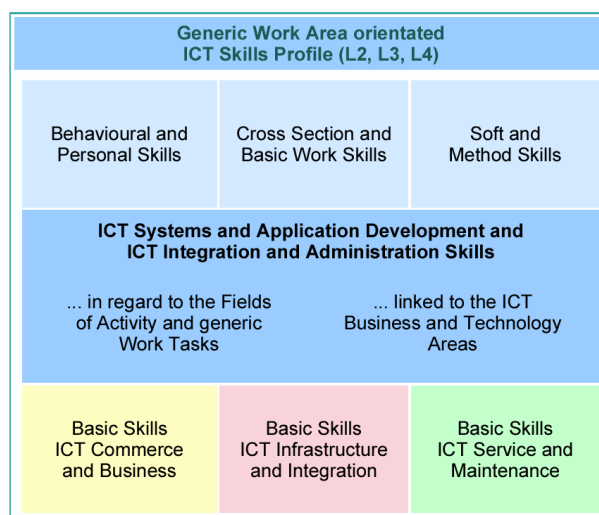 Generic Work Area orientated
ICT Skills Profile (L2, L3, L4)
Behavioural and
Personal Skills
Cross Section and
Basic Work Skills
Soft and
Method Skills
ICT Systems and Application Development and
ICT Integration and Administration Skills
... in regard to the Fields
of Activity and generic
Work Tasks
... linked to the ICT
Business and Technology
Areas
Basic Skills
ICT Commerce
and Business
Basic Skills
ICT Infrastructure
and Integration
Basic Skills
ICT Service and
Maintenance